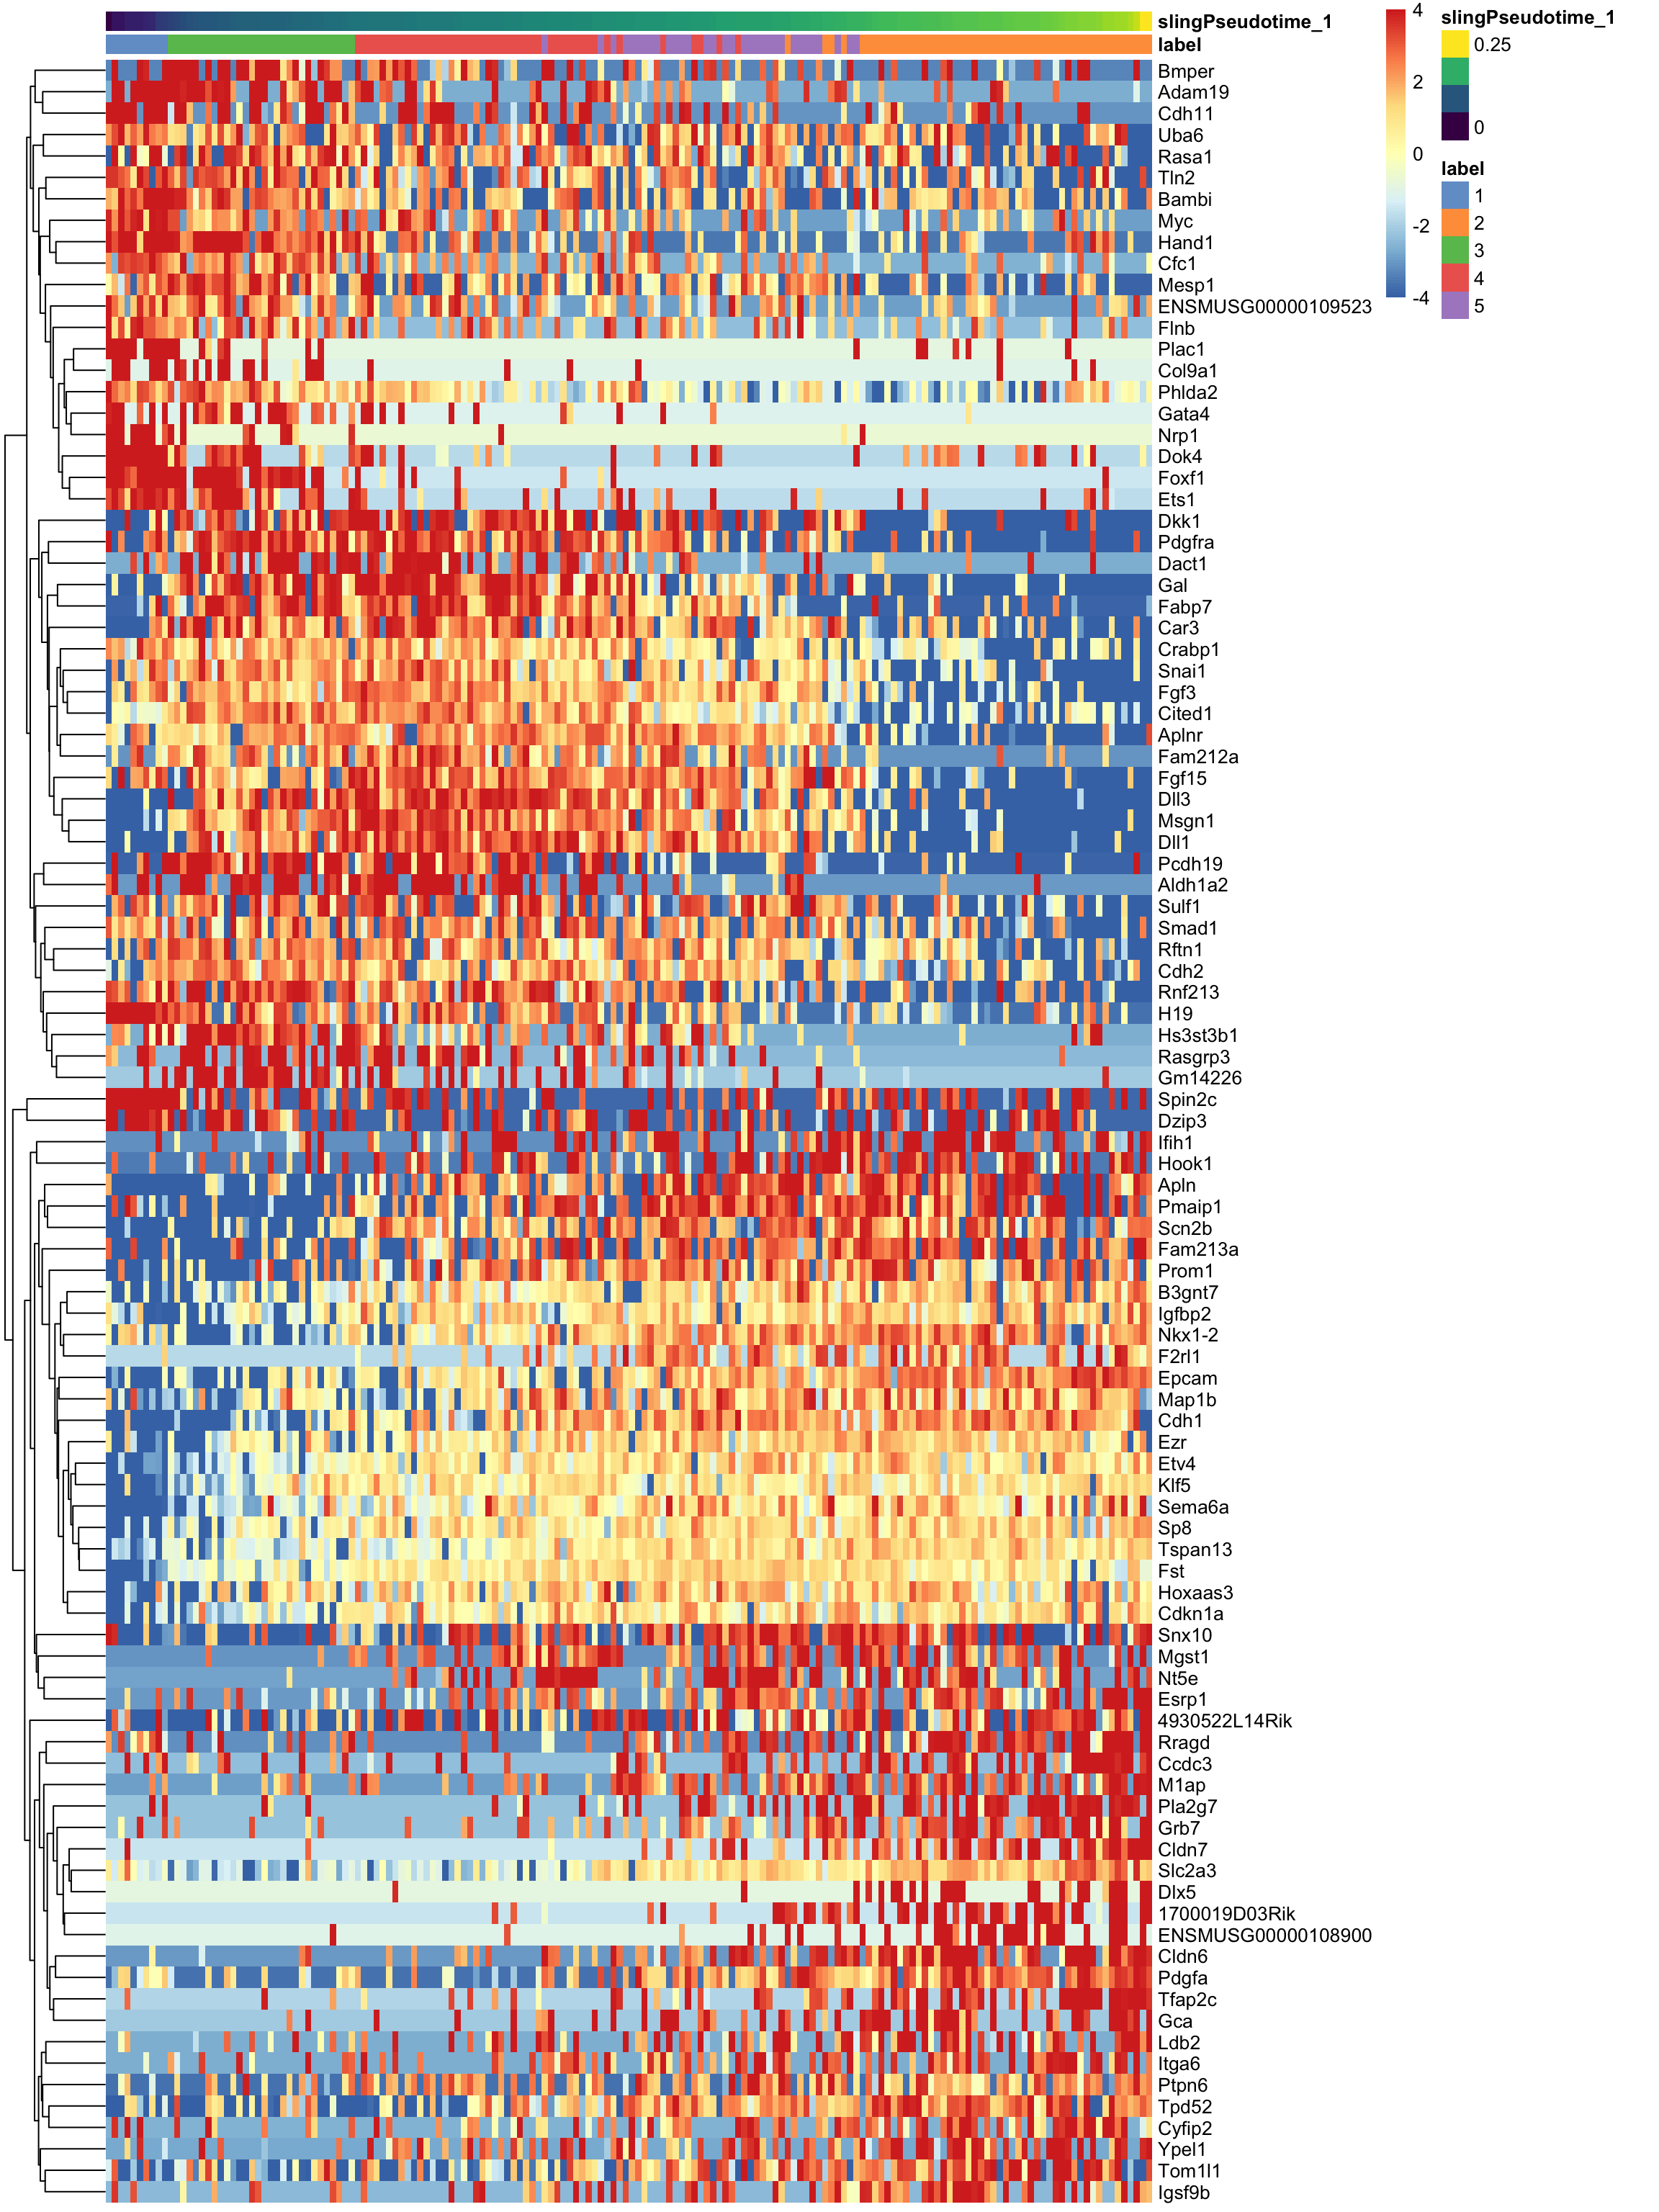 slingPseudotime_1
label
Bmper
Adam19
Cdh11
Uba6
Rasa1
Tln2
Bambi
Myc
Hand1
Cfc1
Mesp1
ENSMUSG00000109523
Flnb
Plac1
Col9a1
Phlda2
Gata4
Nrp1
Dok4
Foxf1
Ets1
Dkk1
Pdgfra
Dact1
Gal
Fabp7
Car3
Crabp1
Snai1
Fgf3
Cited1
Aplnr
Fam212a
Fgf15
Dll3
Msgn1
Dll1
Pcdh19
Aldh1a2
Sulf1
Smad1
Rftn1
Cdh2
Rnf213
H19
Hs3st3b1
Rasgrp3
Gm14226
Spin2c
Dzip3
Ifih1
Hook1
Apln
Pmaip1
Scn2b
Fam213a
Prom1
B3gnt7
Igfbp2
Nkx1-2
F2rl1
Epcam
Map1b
Cdh1
Ezr
Etv4
Klf5
Sema6a
Sp8
Tspan13
Fst
Hoxaas3
Cdkn1a
Snx10
Mgst1
Nt5e
Esrp1
4930522L14Rik
Rragd
Ccdc3
M1ap
Pla2g7
Grb7
Cldn7
Slc2a3
Dlx5
1700019D03Rik
ENSMUSG00000108900
Cldn6
Pdgfa
Tfap2c
Gca
Ldb2
Itga6
Ptpn6
Tpd52
Cyfip2
Ypel1
Tom1l1
Igsf9b
4
2
0
-2
-4
slingPseudotime_1
0.25
0
label
1
2
3
4
5